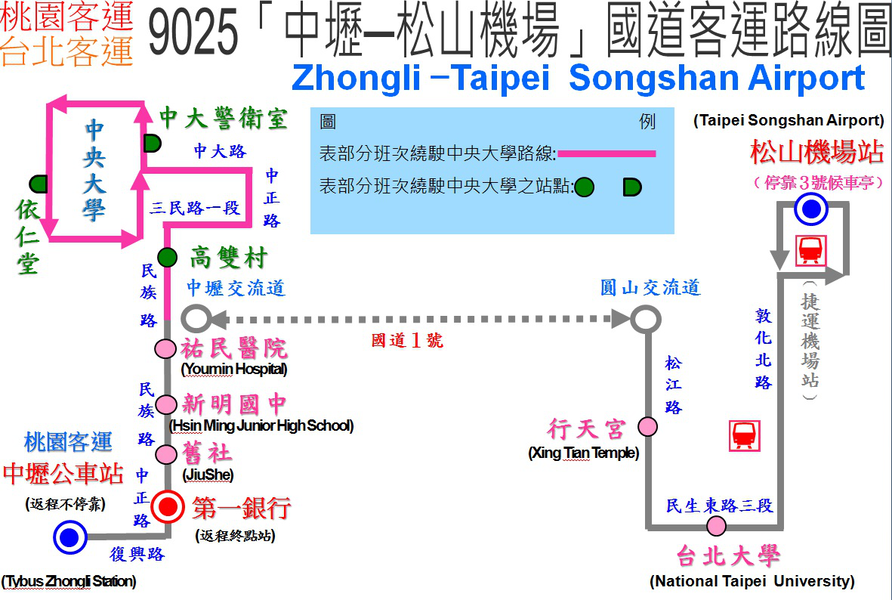 桃園客運
台北客運
9025「中壢—松山機場」國道客運路線圖
Zhongli –Taipei Songshan Airport
圖 例
表部分班次繞駛中央大學路線:
表部分班次繞駛中央大學之站點:
(Taipei Songshan Airport)
松山機場站
(停靠3號候車亭)
中大警衛室
中大路
中央大學
中正路
三民路一段
依仁堂
高雙村
民族路
中壢交流道
圓山交流道
國道1號
敦化北路
(捷運機場站)
祐民醫院
(Youmin Hospital)
松江路
民族路
新明國中
(Hsin Ming Junior High School)
行天宮
(Xing Tian Temple)
舊社
(JiuShe)
桃園客運
中壢公車站
(返程不停靠)
中正路
第一銀行
(返程終點站)
復興路
(Tybus Zhongli Station)
民生東路三段
台北大學
(National Taipei University)